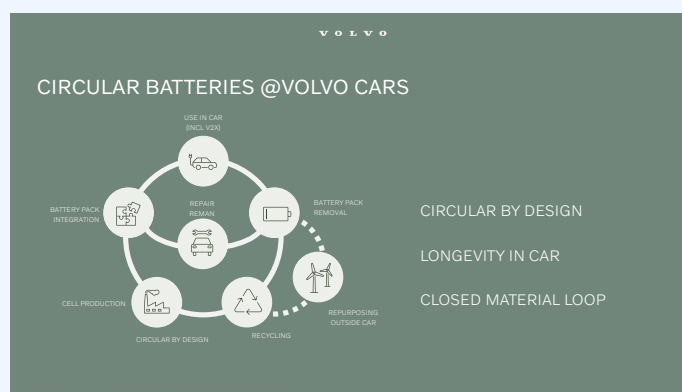 VOLVO
CIRCULAR BATTERIES @VOLVO CARS
USE IN CAR
(INCL V2X)
BATTERY PACK
INTEGRATION
REPAIR
REMAN
BATTERY PACK
REMOVAL
CIRCULAR BY DESIGN
LONGEVITY IN CAR
CLOSED MATERIAL LOOP
CELL PRODUCTION
REPURPOSING
OUTSIDE CAR
RECYCLING
CIRCULAR BY DESIGN